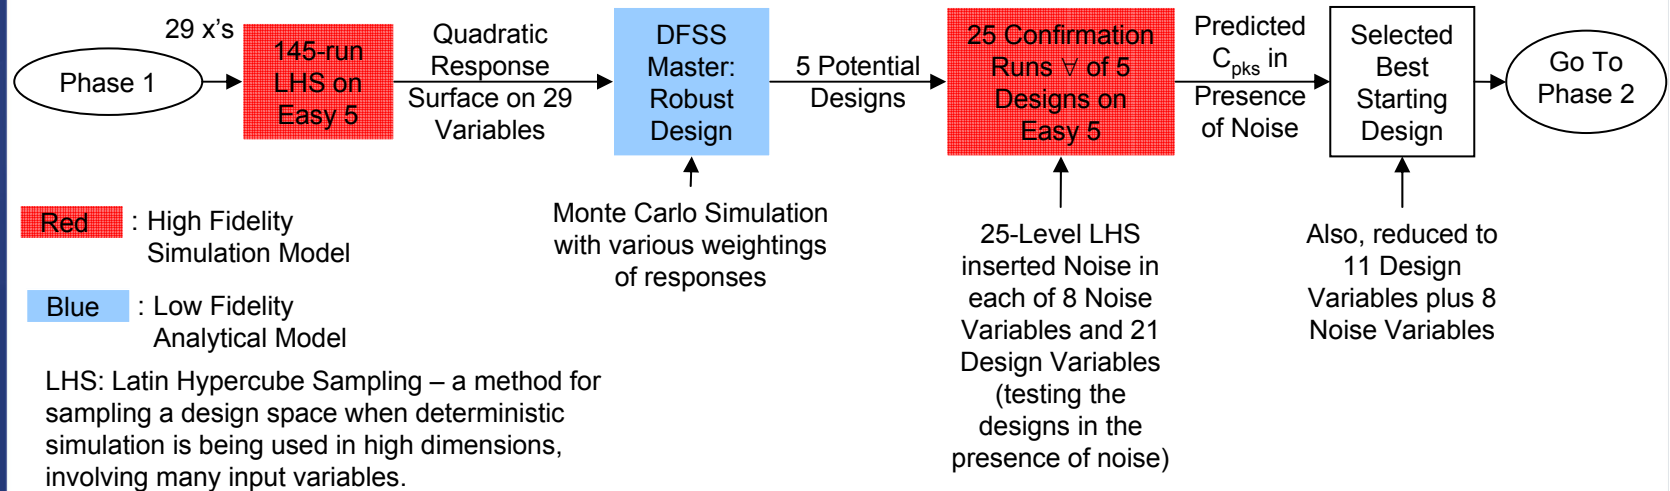 Phase 1
29 x's
145-run
LHS on
Easy 5
Quadratic
Response
Surface on 29
Variables
DFSS
Master:
Robust
Design
5 Potential
Designs
25 Confirmation
Runs ∀ of 5
Designs on
Easy 5
Predicted
Cpks in
Presence
of Noise
Selected
Best
Starting
Design
Go To
Phase 2
Monte Carlo Simulation
with various weightings
of responses
25-Level LHS
inserted Noise in
each of 8 Noise
Variables and 21
Design Variables
(testing the
designs in the
presence of noise)
Also, reduced to
11 Design
Variables plus 8
Noise Variables
Red : High Fidelity
Simulation Model
Blue : Low Fidelity
Analytical Model
LHS: Latin Hypercube Sampling – a method for
sampling a design space when deterministic
simulation is being used in high dimensions,
involving many input variables.